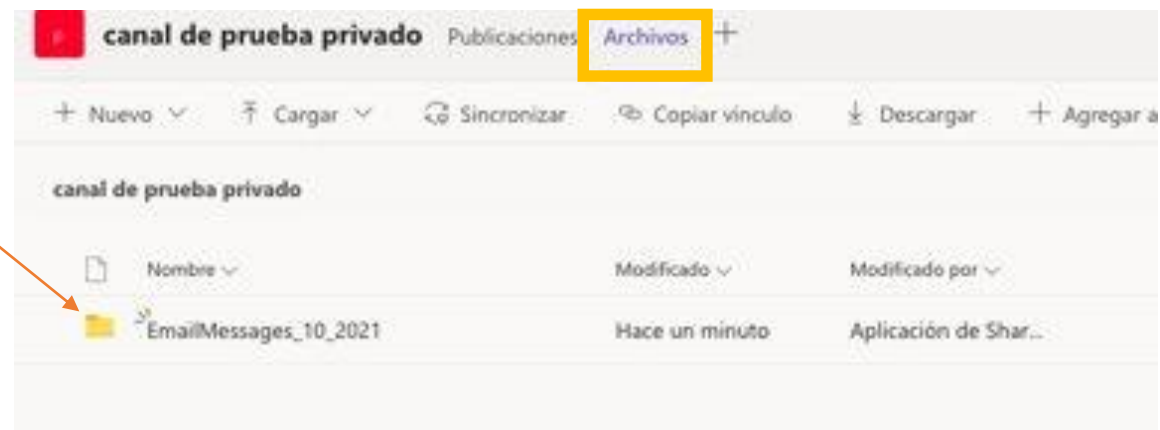 canal de prueba privado Publicaciones Archivos +
+ Nuevo Cargar Sincronizar Copiar vínculo Descargar + Agregar a
canal de prueba privado
Nombre Modificado Modificado por
EmailMessages_10_2021 Hace un minuto Aplicación de Shar...